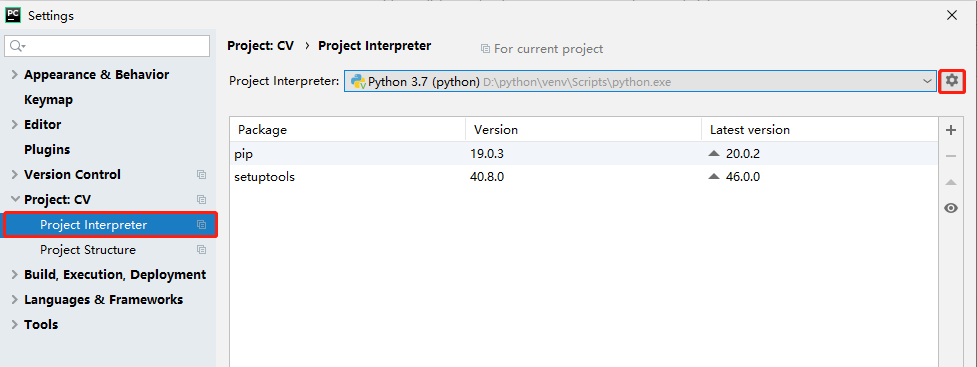 PC Settings
Project: CV › Project Interpreter For current project
Appearance & Behavior
Project Interpreter: Python 3.7 (python) D:\python\venv\Scripts\python.exe
Keymap
Editor
Plugins
Version Control
Project: CV
Project Interpreter
Project Structure
Build, Execution, Deployment
Languages & Frameworks
Tools
Package Version Latest version
pip 19.0.3 20.0.2
setuptools 40.8.0 46.0.0